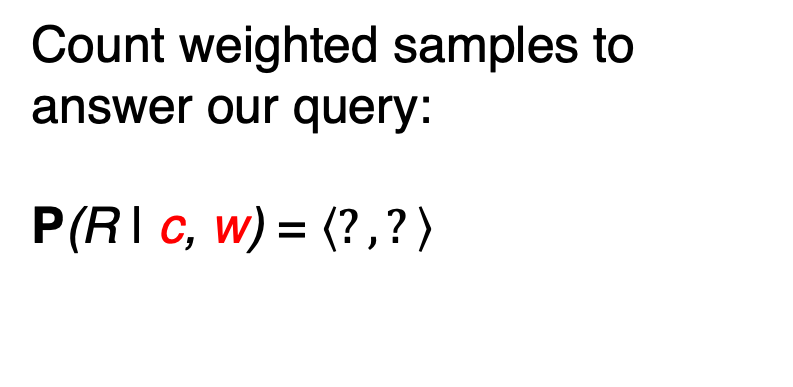 Count weighted samples to
answer our query:
P(R | c, w) = ⟨?,?⟩